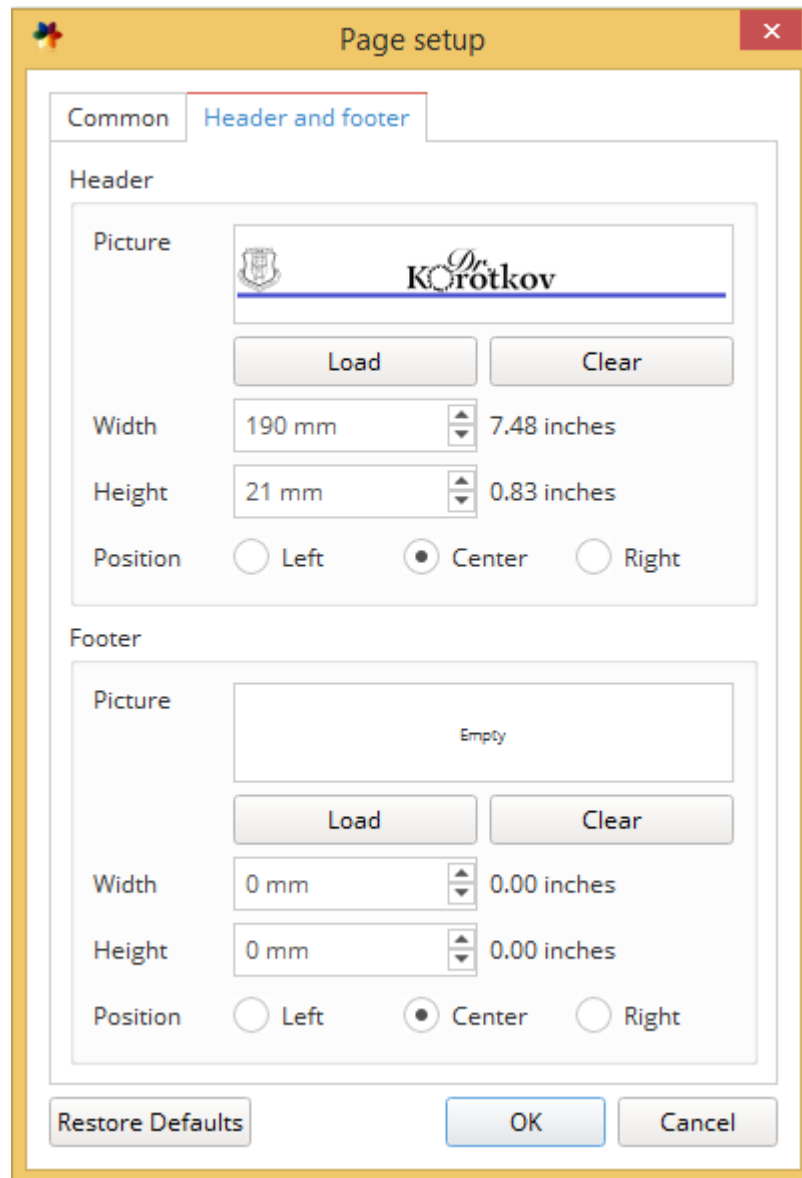 Page setup
Common Header and footer
Header
Picture
Dr.
Korotkov
Load Clear
Width 190 mm 7.48 inches
Height 21 mm 0.83 inches
Position Left Center Right
Footer
Picture
Empty
Load Clear
Width 0 mm 0.00 inches
Height 0 mm 0.00 inches
Position Left Center Right
Restore Defaults OK Cancel